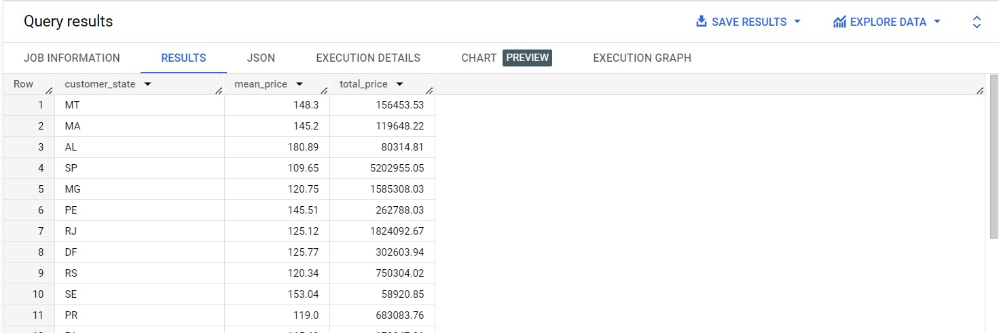 Query results SAVE RESULTS EXPLORE DATA
JOB INFORMATION RESULTS JSON EXECUTION DETAILS CHART PREVIEW EXECUTION GRAPH
Row customer_state mean_price total_price
1 MT 148.3 156453.53
2 MA 145.2 119648.22
3 AL 180.89 80314.81
4 SP 109.65 5202955.05
5 MG 120.75 1585308.03
6 PE 145.51 262788.03
7 RJ 125.12 1824092.67
8 DF 125.77 302603.94
9 RS 120.34 750304.02
10 SE 153.04 58920.85
11 PR 119.0 683083.76